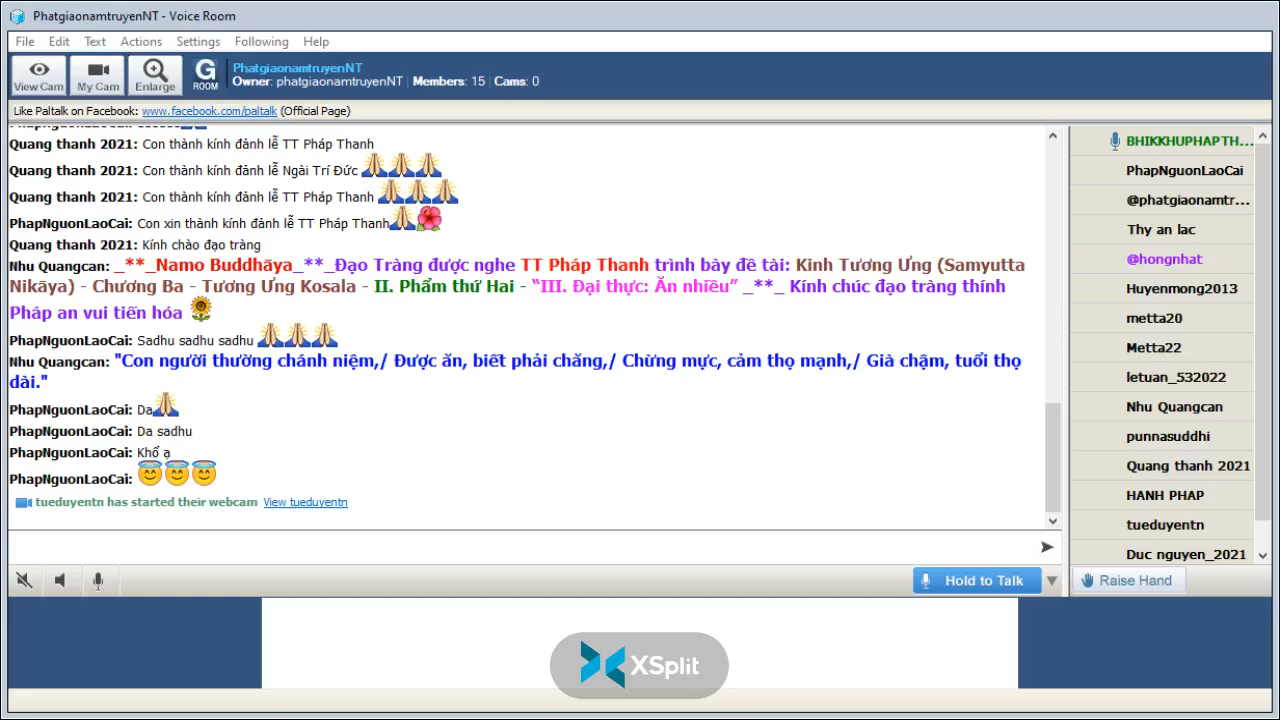 PhatgiaonamtruyenNT - Voice Room
File Edit Text Actions Settings Following Help
View Cam My Cam Enlarge G ROOM
PhatgiaonamtruyenNT
Owner: phatgiaonamtruyenNT | Members: 15 | Cams: 0
Like Paltalk on Facebook: www.facebook.com/paltalk (Official Page)
Quang thanh 2021: Con thành kính đảnh lễ TT Pháp Thanh
Quang thanh 2021: Con thành kính đảnh lễ Ngài Trí Đức
Quang thanh 2021: Con thành kính đảnh lễ TT Pháp Thanh
PhapNguonLaoCai: Con xin thành kính đảnh lễ TT Pháp Thanh
Quang thanh 2021: Kính chào đạo tràng
Nhu Quangcan: _**_Namo Buddhāya_**_Đạo Tràng được nghe TT Pháp Thanh trình bày đề tài: Kinh Tương Ưng (Samyutta
Nikāya) - Chương Ba - Tương Ưng Kosala - II. Phẩm thứ Hai - “III. Đại thực: Ăn nhiều” _**_ Kính chúc đạo tràng thính
Pháp an vui tiến hóa
PhapNguonLaoCai: Sadhu sadhu sadhu
Nhu Quangcan: "Con người thường chánh niệm,/ Được ăn, biết phải chăng,/ Chừng mực, cảm thọ mạnh,/ Già chậm, tuổi thọ
dài."
PhapNguonLaoCai: Da
PhapNguonLaoCai: Da sadhu
PhapNguonLaoCai: Khổ ạ
PhapNguonLaoCai:
tueduyentn has started their webcam View tueduyentn
BHIKKHUPHAPTH...
PhapNguonLaoCai
@phatgiaonamtr...
Thy an lac
@hongnhat
Huyenmong2013
metta20
Metta22
letuan_532022
Nhu Quangcan
punnasuddhi
Quang thanh 2021
HANH PHAP
tueduyentn
Duc nguyen_2021
Hold to Talk
Raise Hand
XSplit